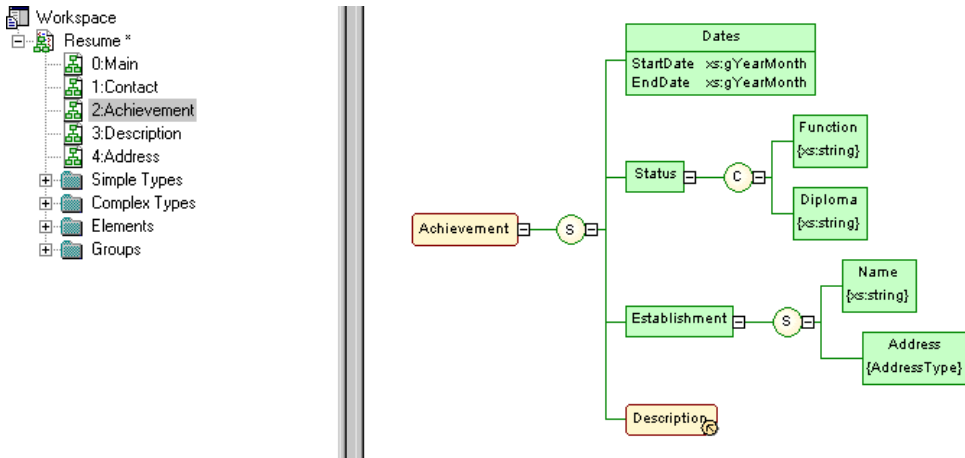 Workspace
Resume *
0:Main
1:Contact
2:Achievement
3:Description
4:Address
Simple Types
Complex Types
Elements
Groups
Dates
StartDate xs:gYearMonth
EndDate xs:gYearMonth
Function
{xs:string}
Status
C
Diploma
{xs:string}
Achievement
S
Name
{xs:string}
Establishment
S
Address
{AddressType}
Description